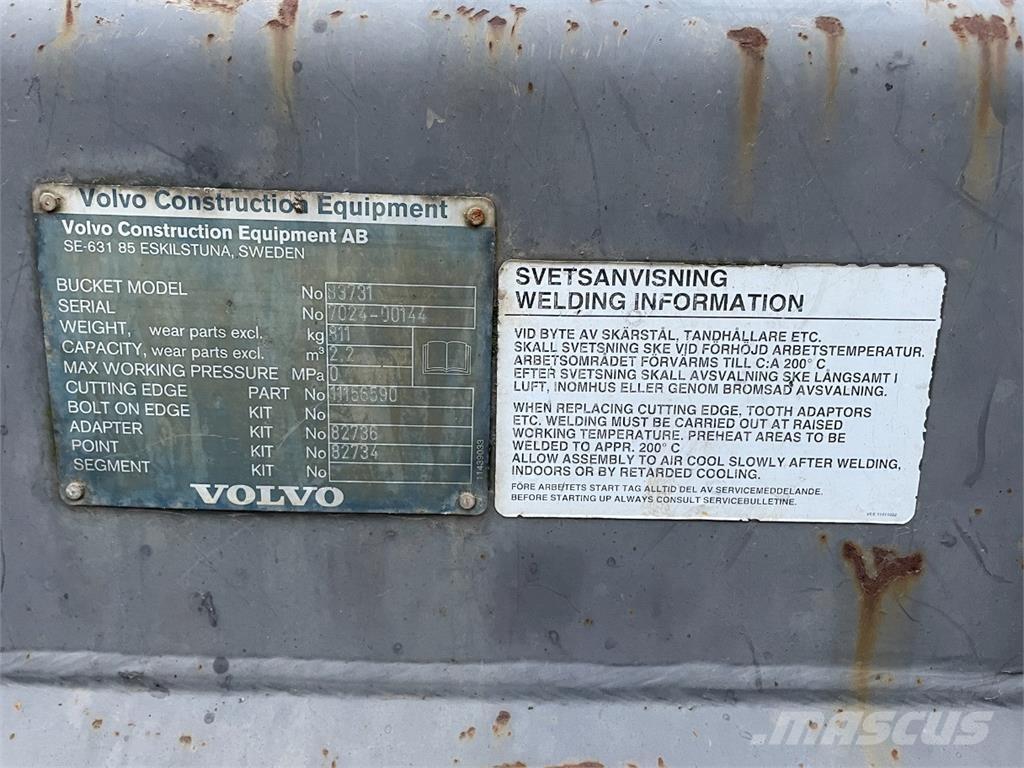 Volvo Construction Equipment
Volvo Construction Equipment AB
SE-631 85 ESKILSTUNA, SWEDEN
BUCKET MODEL No 83731
SERIAL No 7024-00144
WEIGHT, wear parts excl. kg 811
CAPACITY, wear parts excl. m³ 2.2
MAX WORKING PRESSURE MPa 0
CUTTING EDGE PART No 11156590
BOLT ON EDGE KIT No
ADAPTER KIT No 82736
POINT KIT No 82734
SEGMENT KIT No
11439033
VOLVO
SVETSANVISNING
WELDING INFORMATION
VID BYTE AV SKÄRSTÅL, TANDHÅLLARE ETC.
SKALL SVETSNING SKE VID FÖRHÖJD ARBETSTEMPERATUR.
ARBETSOMRÅDET FÖRVÄRMS TILL C:A 200° C
EFTER SVETSNING SKALL AVSVALNING SKE LÅNGSAMT I
LUFT, INOMHUS ELLER GENOM BROMSAD AVSVALNING.
WHEN REPLACING CUTTING EDGE, TOOTH ADAPTORS
ETC. WELDING MUST BE CARRIED OUT AT RAISED
WORKING TEMPERATURE. PREHEAT AREAS TO BE
WELDED TO APPR. 200° C
ALLOW ASSEMBLY TO AIR COOL SLOWLY AFTER WELDING,
INDOORS OR BY RETARDED COOLING.
FÖRE ARBETETS START TAG ALLTID DEL AV SERVICEMEDDELANDE.
BEFORE STARTING UP ALWAYS CONSULT SERVICEBULLETINE.
MASCUS